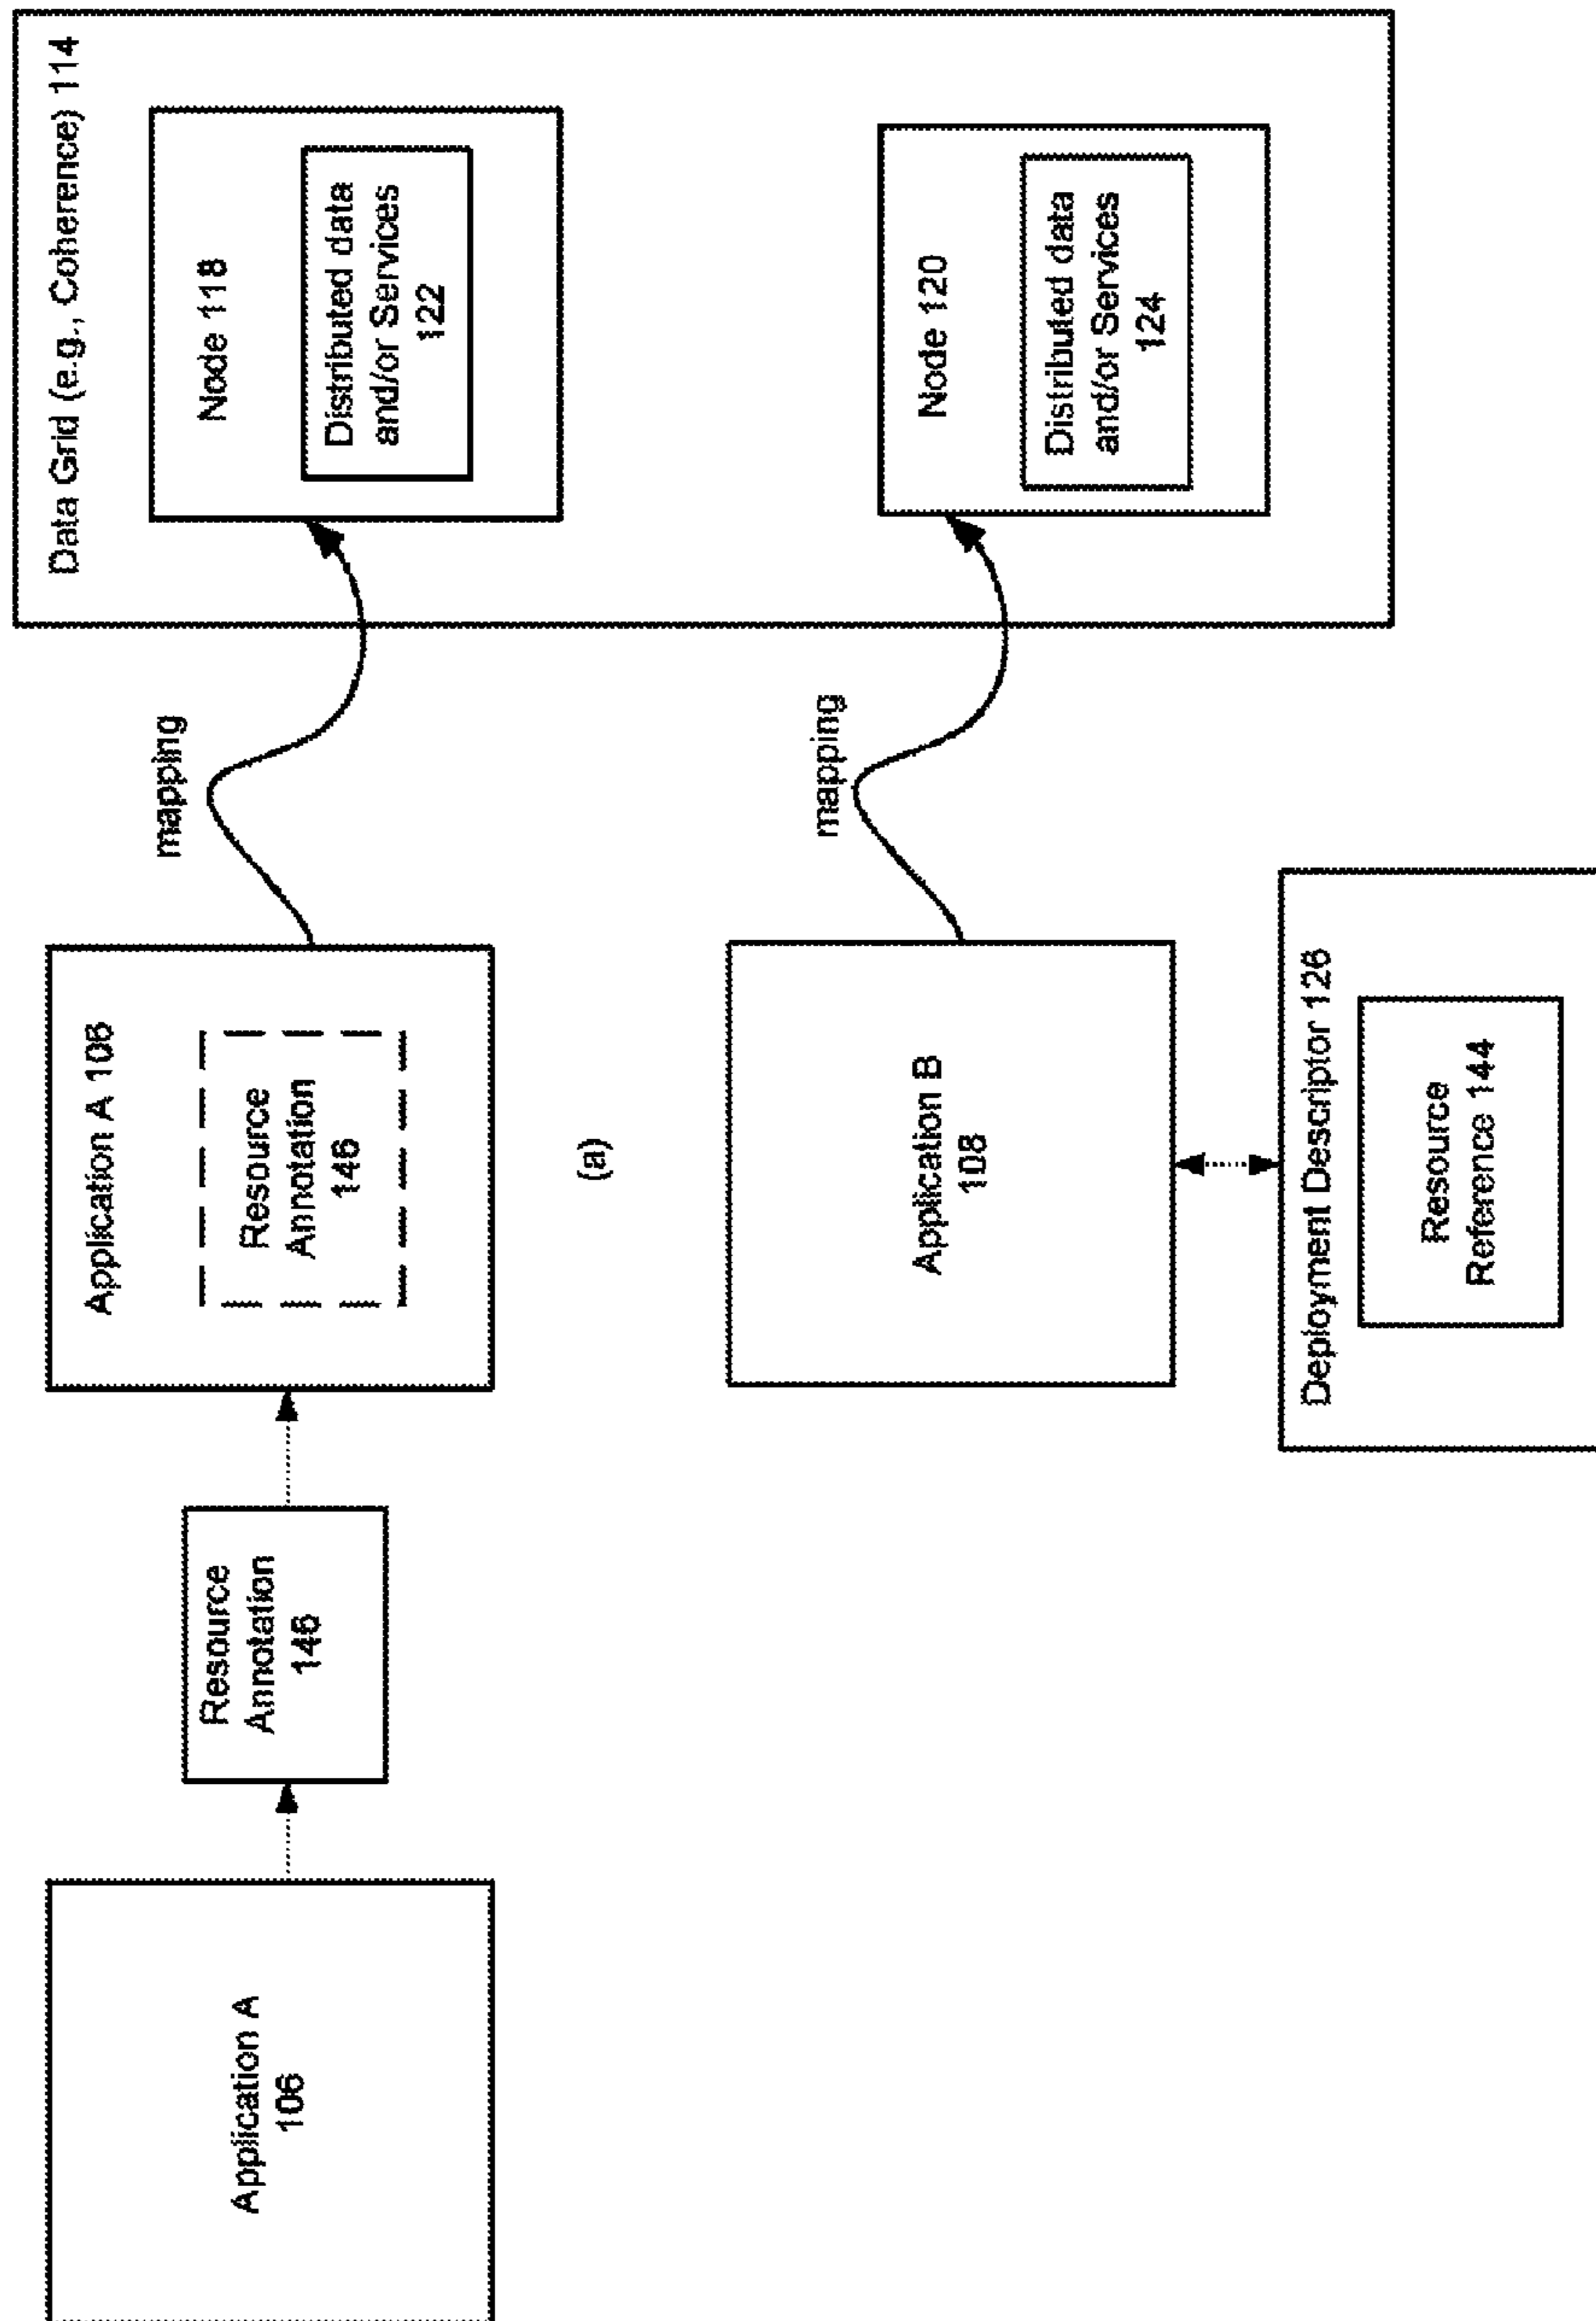 Application A
106
Resource
Annotation
146
Application A 106
Resource
Annotation
146
mapping
Data Grid (e.g., Coherence) 114
Node 118
Distributed data
and/or Services
122
(a)
Application B
108
mapping
Node 120
Distributed data
and/or Services
124
Deployment Descriptor 126
Resource
Reference 144